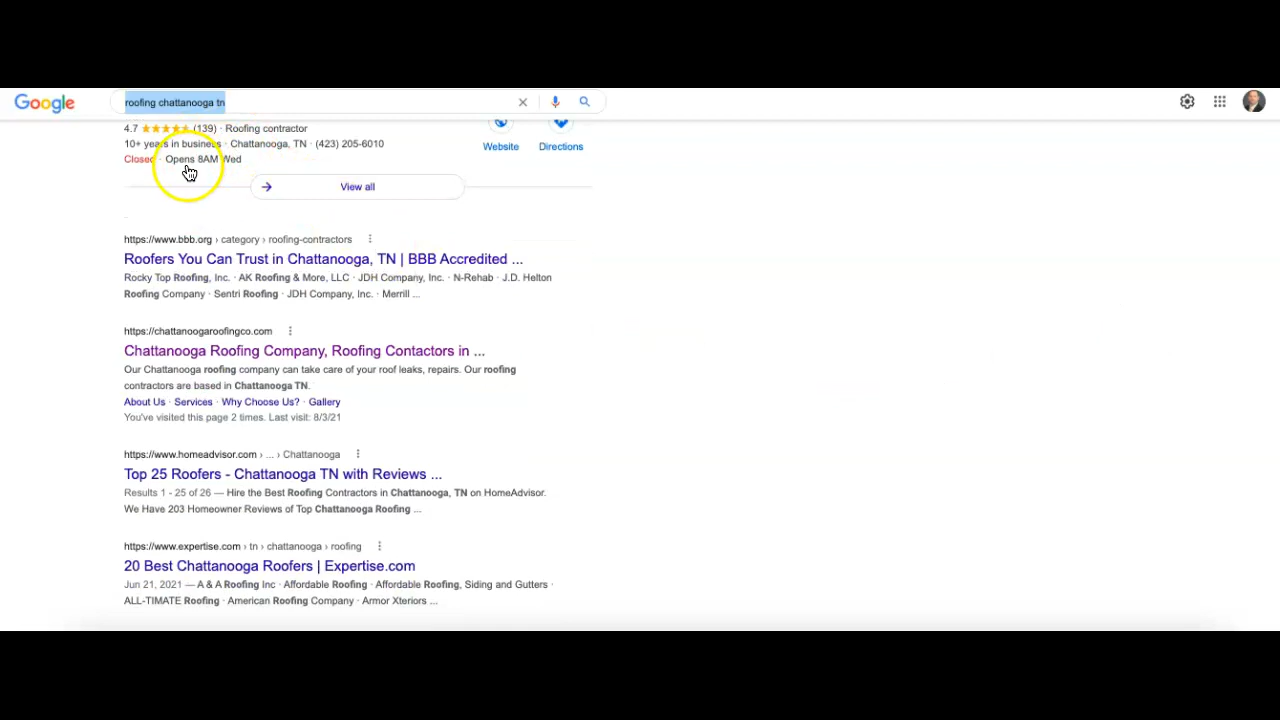 Google
roofing chattanooga tn
4.7 (139) · Roofing contractor
10+ years in business · Chattanooga, TN · (423) 205-6010
Closed · Opens 8AM Wed
Website
Directions
View all
https://www.bbb.org › category › roofing-contractors
Roofers You Can Trust in Chattanooga, TN | BBB Accredited ...
Rocky Top Roofing, Inc. · AK Roofing & More, LLC · JDH Company, Inc. · N-Rehab · J.D. Helton
Roofing Company · Sentri Roofing · JDH Company, Inc. · Merrill ...
https://chattanoogaroofingco.com
Chattanooga Roofing Company, Roofing Contactors in ...
Our Chattanooga roofing company can take care of your roof leaks, repairs. Our roofing
contractors are based in Chattanooga TN.
About Us · Services · Why Choose Us? · Gallery
You've visited this page 2 times. Last visit: 8/3/21
https://www.homeadvisor.com › ... › Chattanooga
Top 25 Roofers - Chattanooga TN with Reviews ...
Results 1 - 25 of 26 — Hire the Best Roofing Contractors in Chattanooga, TN on HomeAdvisor.
We Have 203 Homeowner Reviews of Top Chattanooga Roofing ...
https://www.expertise.com › tn › chattanooga › roofing
20 Best Chattanooga Roofers | Expertise.com
Jun 21, 2021 — A & A Roofing Inc · Affordable Roofing · Affordable Roofing, Siding and Gutters ·
ALL-TIMATE Roofing · American Roofing Company · Armor Xteriors ...